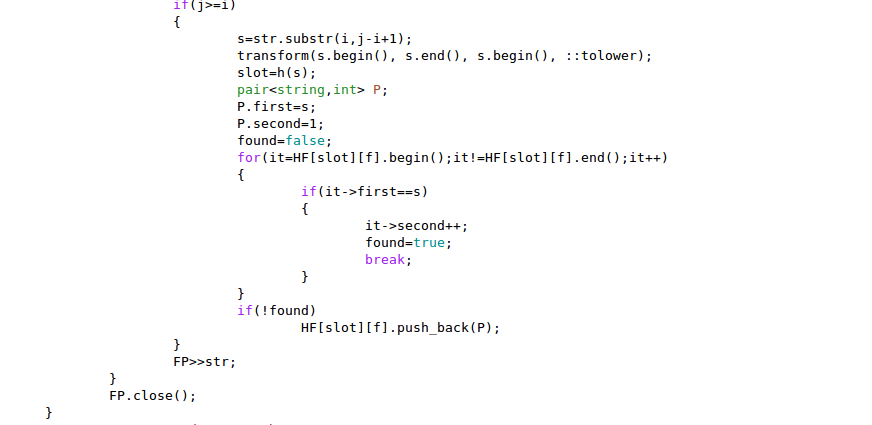 if(j>=i)
{
s=str.substr(i,j-i+1);
transform(s.begin(), s.end(), s.begin(), ::tolower);
slot=h(s);
pair<string,int> P;
P.first=s;
P.second=1;
found=false;
for(it=HF[slot][f].begin();it!=HF[slot][f].end();it++)
{
if(it->first==s)
{
it->second++;
found=true;
break;
}
}
if(!found)
HF[slot][f].push_back(P);
}
FP>>str;
}
FP.close();
}